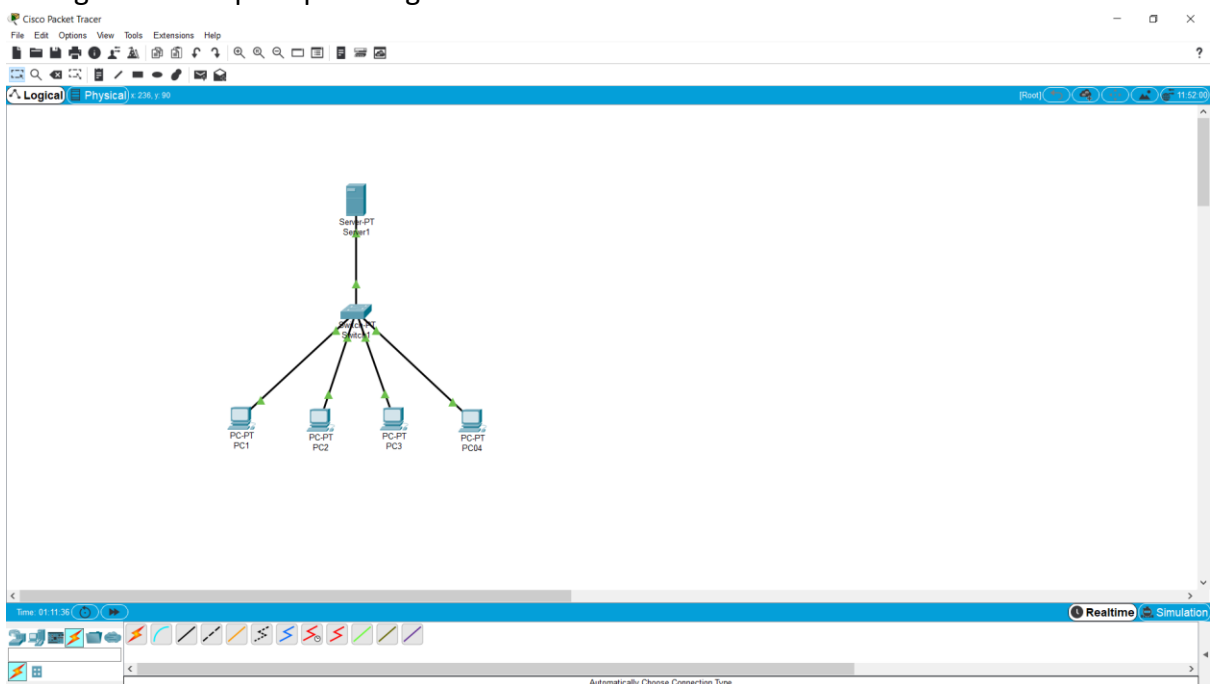 Cisco Packet Tracer
File Edit Options View Tools Extensions Help
?
Logical Physical x: 236, y: 90
[Root] 11:52:00
Server-PT
Server1
Switch-PT
Switch1
PC-PT
PC1
PC-PT
PC2
PC-PT
PC3
PC-PT
PC04
Time: 01:11:36
Realtime Simulation
Automatically Choose Connection Type